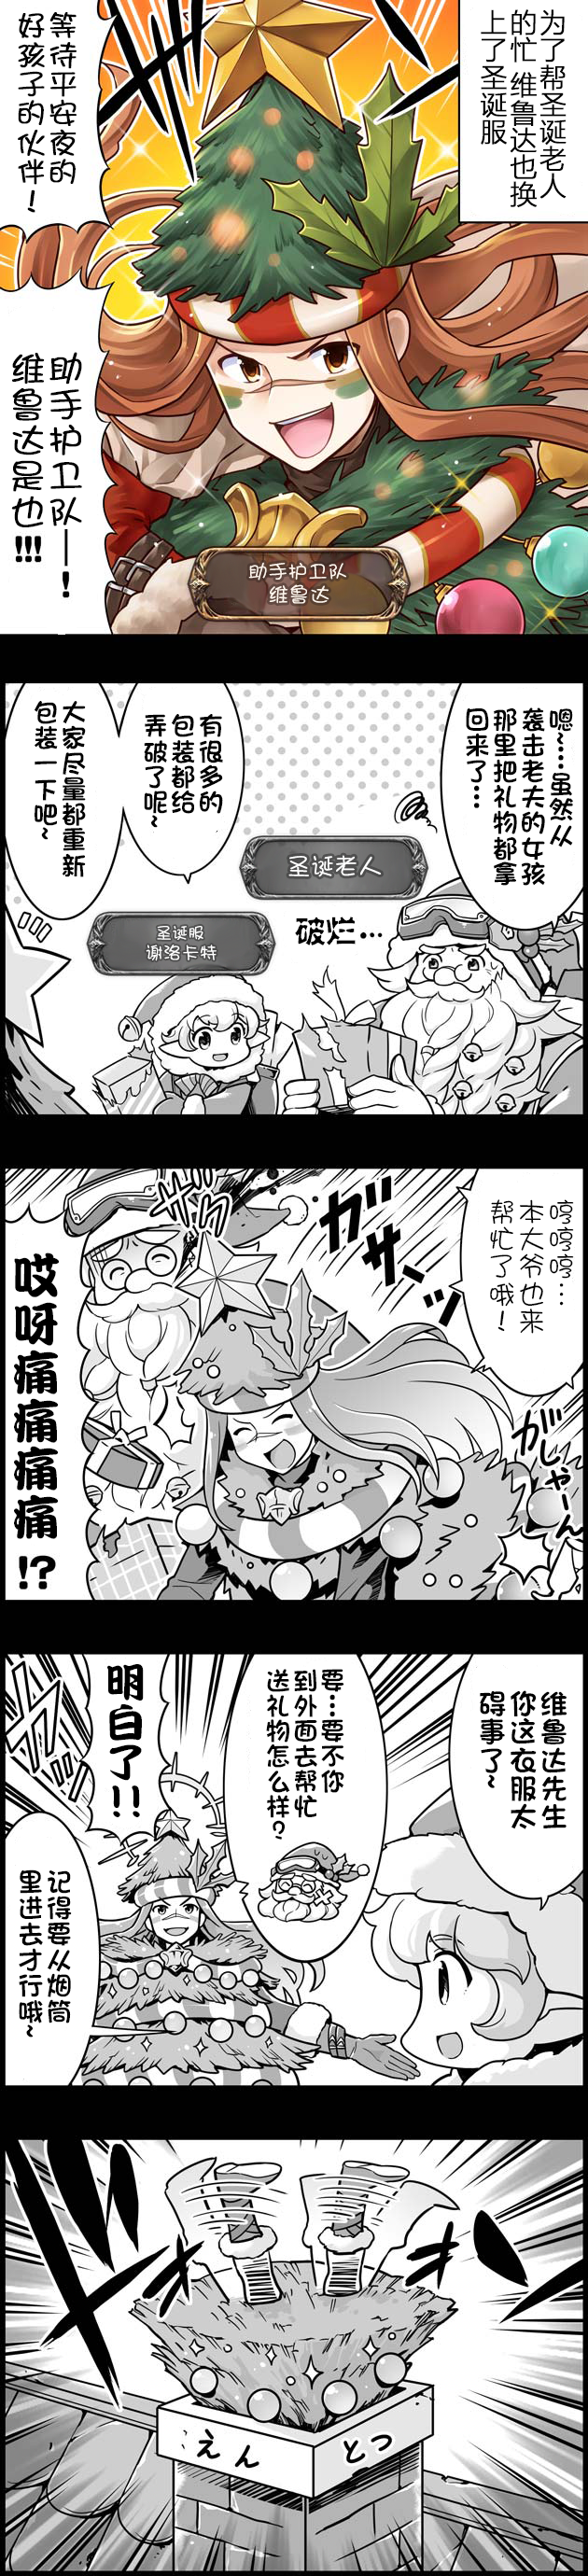 为了帮圣诞老人
的忙 维鲁达也换
上了圣诞服
等待平安夜的
好孩子的伙伴！
助手护卫队——！
维鲁达是也!!!
助手护卫队
维鲁达
嗯～…虽然从
袭击老夫的女孩
那里把礼物都拿
回来了…
有很多的
包装都给
弄破了呢~
大家尽量都重新
包装一下吧~
圣诞老人
圣诞服
谢洛卡特
破烂…
哼哼哼…
本大爷也来
帮忙了哦！
ガサーッ
がしゃーん
哎呀痛痛痛痛!?
维鲁达先生
你这衣服太
碍事了~
要…要不你
到外面去帮忙
送礼物怎么样？
明白了!!
记得要从烟筒
里进去才行哦~
えんとつ